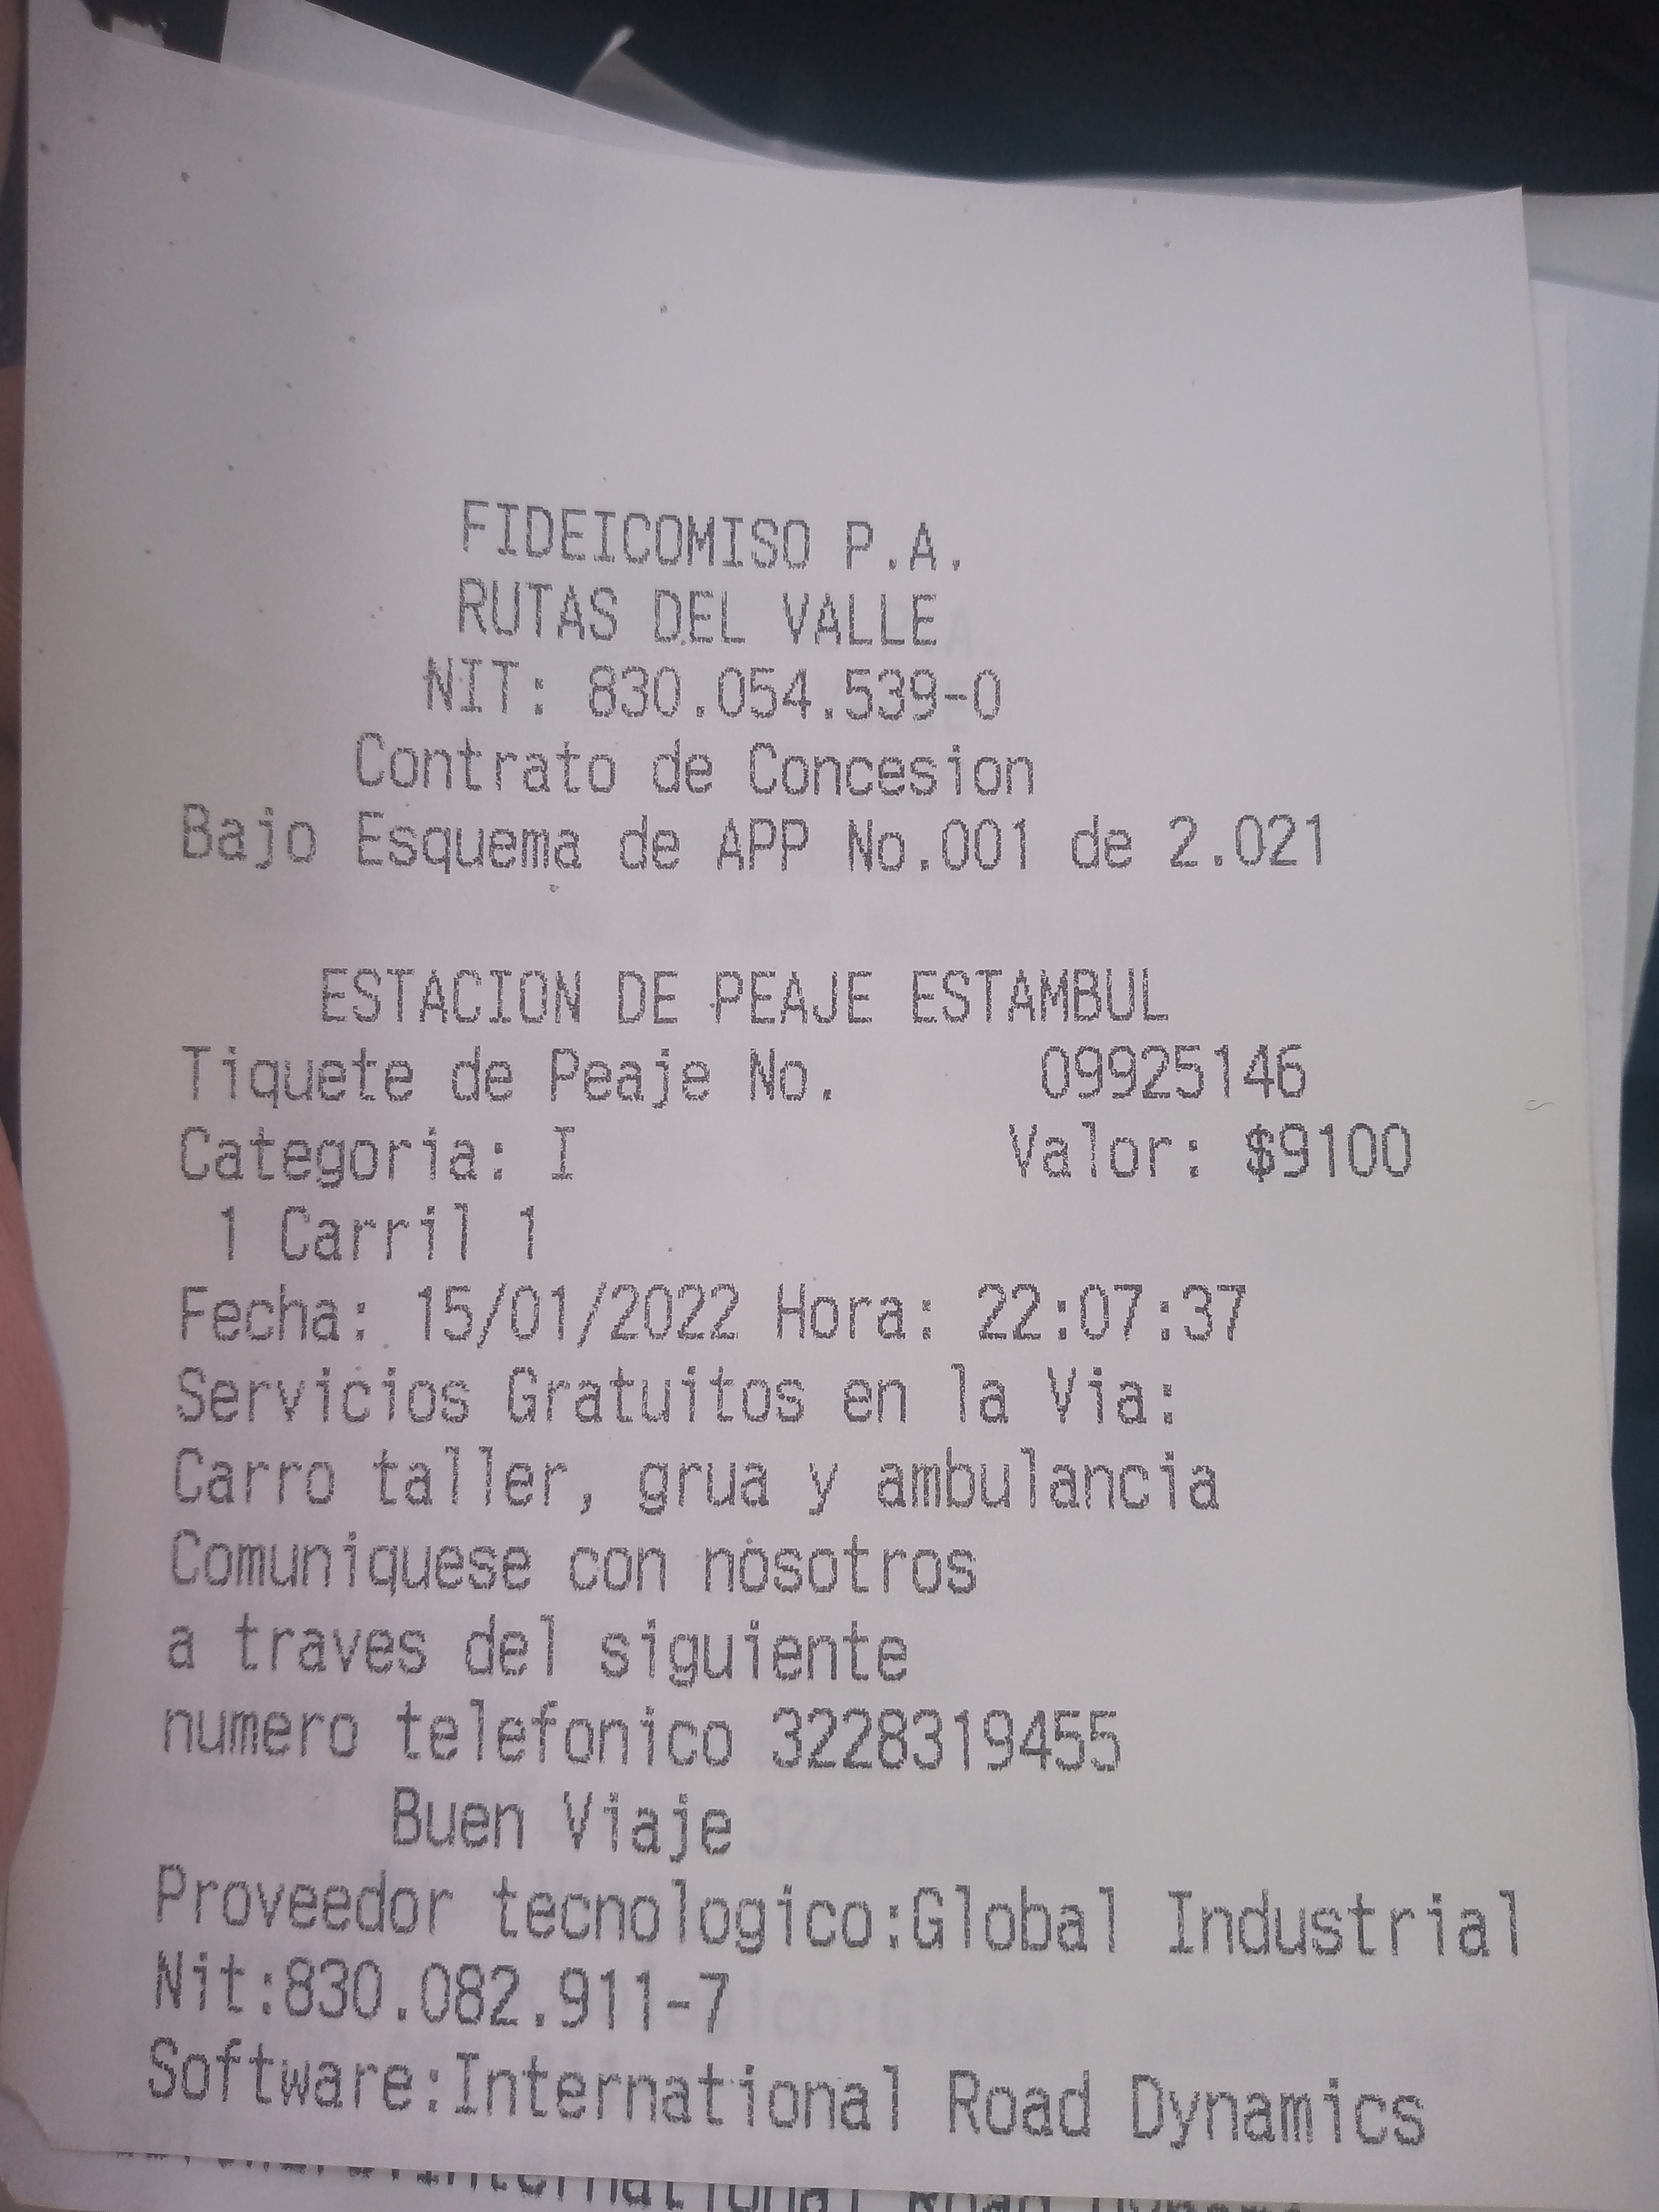 FIDEICOMISO P.A.
RUTAS DEL VALLE
NIT: 830.054.539-0
Contrato de Concesion
Bajo Esquema de APP No.001 de 2.021
ESTACION DE PEAJE ESTAMBUL
Tiquete de Peaje No. 09925146
Categoria: I Valor: $9100
1 Carril 1
Fecha: 15/01/2022 Hora: 22:07:37
Servicios Gratuitos en la Via:
Carro taller, grua y ambulancia
Comuniquese con nosotros
a traves del siguiente
numero telefonico 3228319455
Buen Viaje
Proveedor tecnologico:Global Industrial
Nit:830.082.911-7
Software:International Road Dynamics